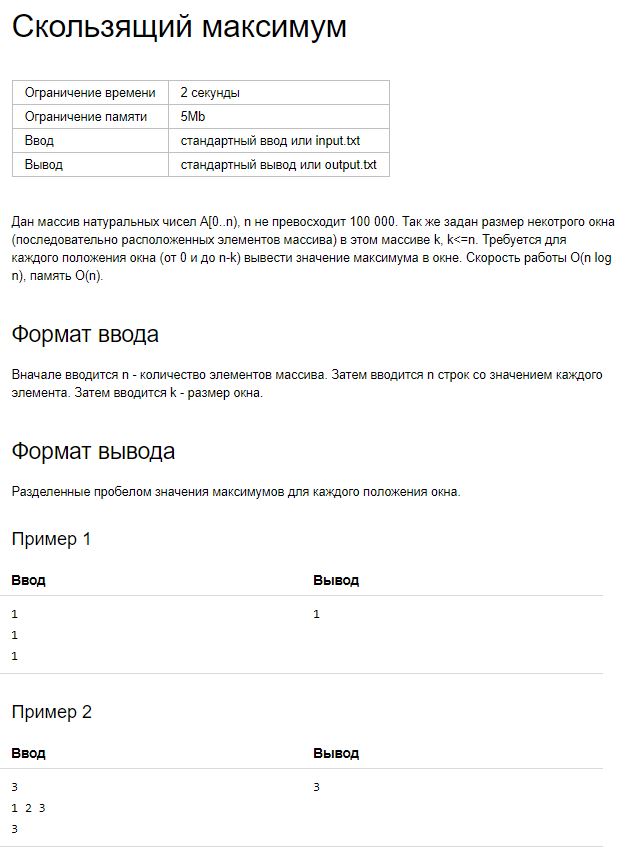 Скользящий максимум
Ограничение времени 2 секунды
Ограничение памяти 5Mb
Ввод стандартный ввод или input.txt
Вывод стандартный вывод или output.txt
Дан массив натуральных чисел A[0..n), n не превосходит 100 000. Так же задан размер некотрого окна
(последовательно расположенных элементов массива) в этом массиве k, k<=n. Требуется для
каждого положения окна (от 0 и до n-k) вывести значение максимума в окне. Скорость работы O(n log
n), память O(n).
Формат ввода
Вначале вводится n - количество элементов массива. Затем вводится n строк со значением каждого
элемента. Затем вводится k - размер окна.
Формат вывода
Разделенные пробелом значения максимумов для каждого положения окна.
Пример 1
Ввод Вывод
1 1
1
1
Пример 2
Ввод Вывод
3 3
1 2 3
3